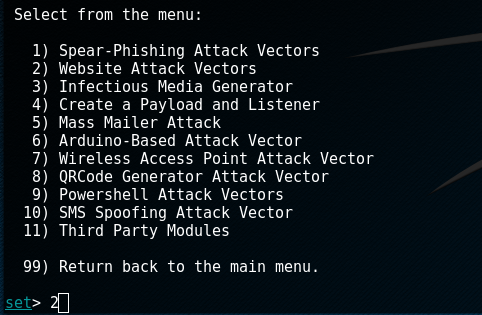 Select from the menu:
1) Spear-Phishing Attack Vectors
2) Website Attack Vectors
3) Infectious Media Generator
4) Create a Payload and Listener
5) Mass Mailer Attack
6) Arduino-Based Attack Vector
7) Wireless Access Point Attack Vector
8) QRCode Generator Attack Vector
9) Powershell Attack Vectors
10) SMS Spoofing Attack Vector
11) Third Party Modules
99) Return back to the main menu.
set> 2